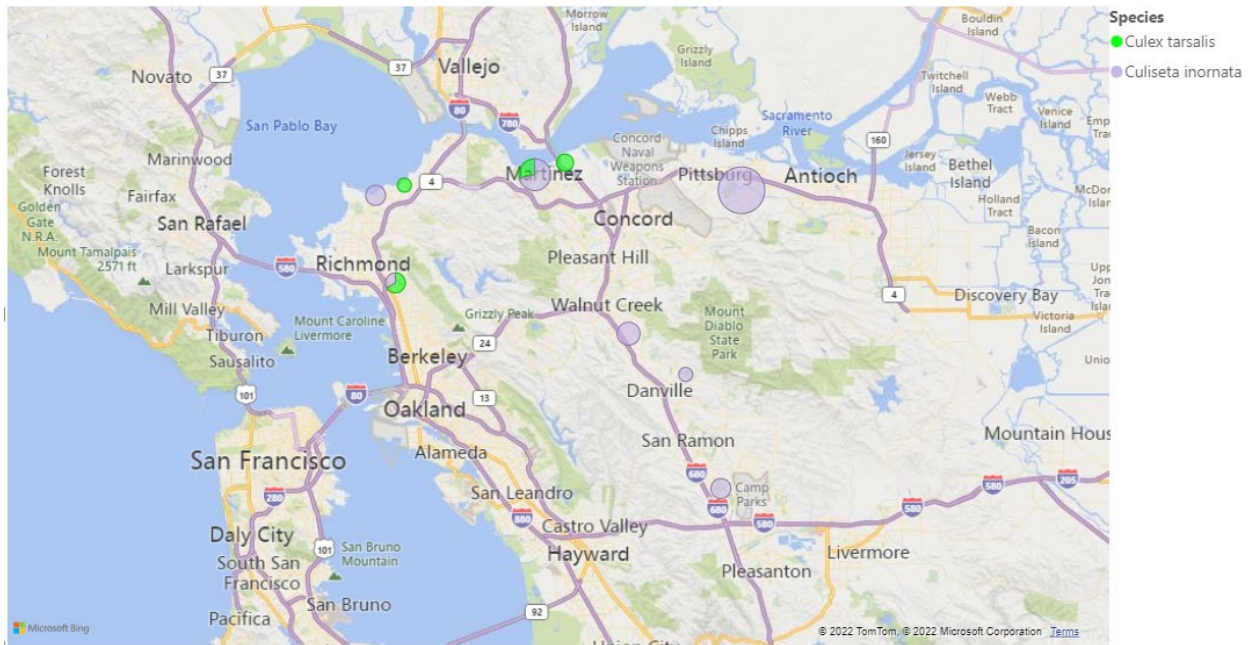 Morrow
Island
Bouldin
Island
Species
Culex tarsalis
Culiseta inornata
Novato
37
37
Vallejo
Grizzly
Island
Twitchell
Island
Webb
Tract
Venice
Island
80
780
San Pablo Bay
Concord
Naval
Weapons
Station
Chipps
Island
Sacramento
River
160
Marinwood
Forest
Knolls
Fairfax
4
Martinez
Pittsburg
Antioch
Jersey
Island
Bethel
Island
Golden
Gate
N.R.A.
San Rafael
Concord
Holland
Tract
Bacon
Island
Mount Tamalpais
2571 ft
Larkspur
580
Richmond
Pleasant Hill
4
Discovery Bay
Victoria
Island
Mill Valley
Tiburon
Sausalito
Mount Caroline
Livermore
Grizzly Peak
Walnut Creek
Mount
Diablo
State
Park
24
Berkeley
101
80
Oakland
13
Danville
Alameda
San Ramon
Mountain Hous
San Francisco
280
San Leandro
680
Camp
Parks
680
580
205
880
Castro Valley
580
580
Daly City
101
San Bruno
Mountain
Hayward
Livermore
South San
Francisco
Pleasanton
San Bruno
92
Pacifica
Union City
Microsoft Bing
© 2022 TomTom, © 2022 Microsoft Corporation Terms